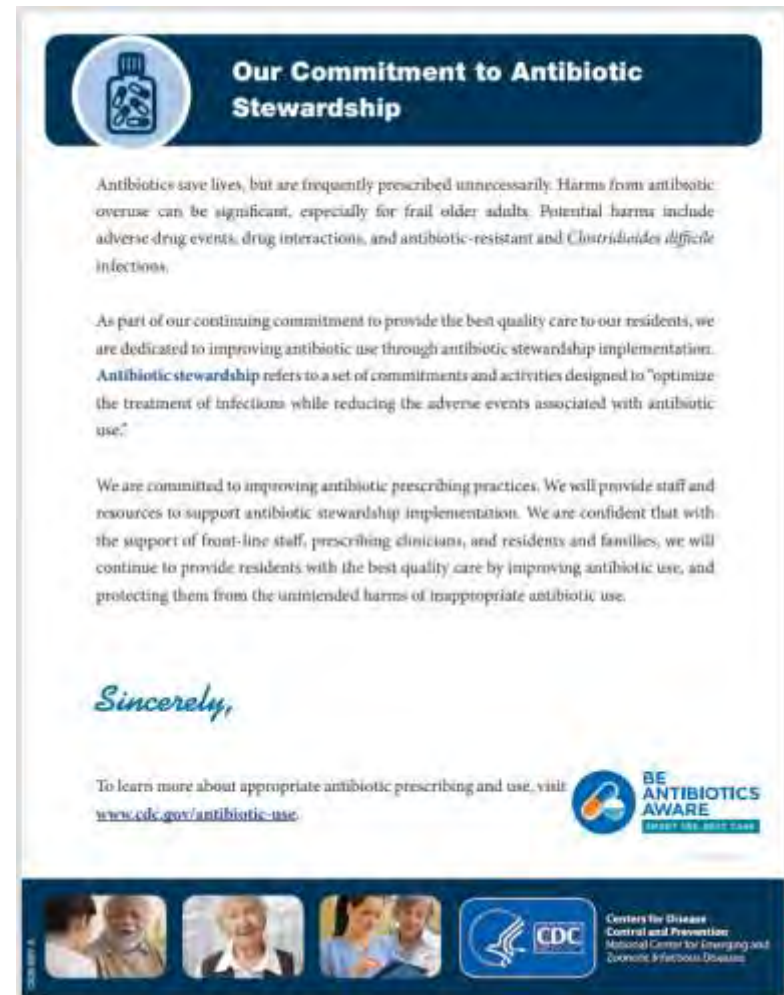 Our Commitment to Antibiotic
Stewardship
Antibiotics save lives, but are frequently prescribed unnecessarily. Harms from antibiotic
overuse can be significant, especially for frail older adults. Potential harms include
adverse drug events, drug interactions, and antibiotic-resistant and Clostridioides difficile
infections.
As part of our continuing commitment to provide the best quality care to our residents, we
are dedicated to improving antibiotic use through antibiotic stewardship implementation.
Antibiotic stewardship refers to a set of commitments and activities designed to "optimize
the treatment of infections while reducing the adverse events associated with antibiotic
use."
We are committed to improving antibiotic prescribing practices. We will provide staff and
resources to support antibiotic stewardship implementation. We are confident that with
the support of front-line staff, prescribing clinicians, and residents and families, we will
continue to provide residents with the best quality care by improving antibiotic use, and
protecting them from the unintended harms of inappropriate antibiotic use.
Sincerely,
To learn more about appropriate antibiotic prescribing and use, visit
www.cdc.gov/antibiotic-use.
BE
ANTIBIOTICS
AWARE
SMART USE, BEST CARE
CDC
Centers for Disease
Control and Prevention
National Center for Emerging and
Zoonotic Infectious Diseases